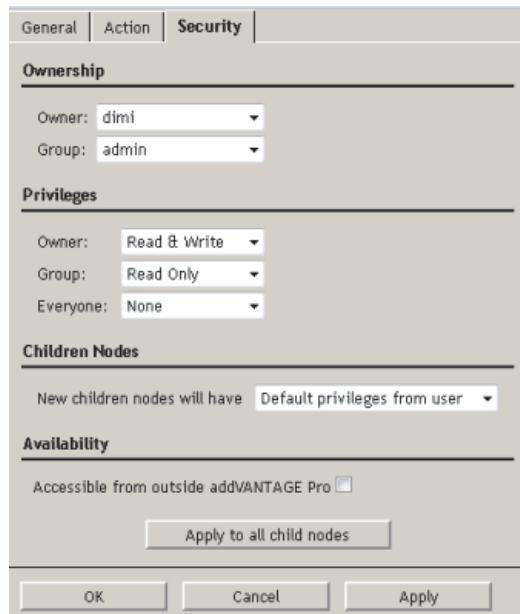 General Action Security
Ownership
Owner: dimi
Group: admin
Privileges
Owner: Read & Write
Group: Read Only
Everyone: None
Children Nodes
New children nodes will have Default privileges from user
Availability
Accessible from outside addVANTAGE Pro
Apply to all child nodes
OK Cancel Apply